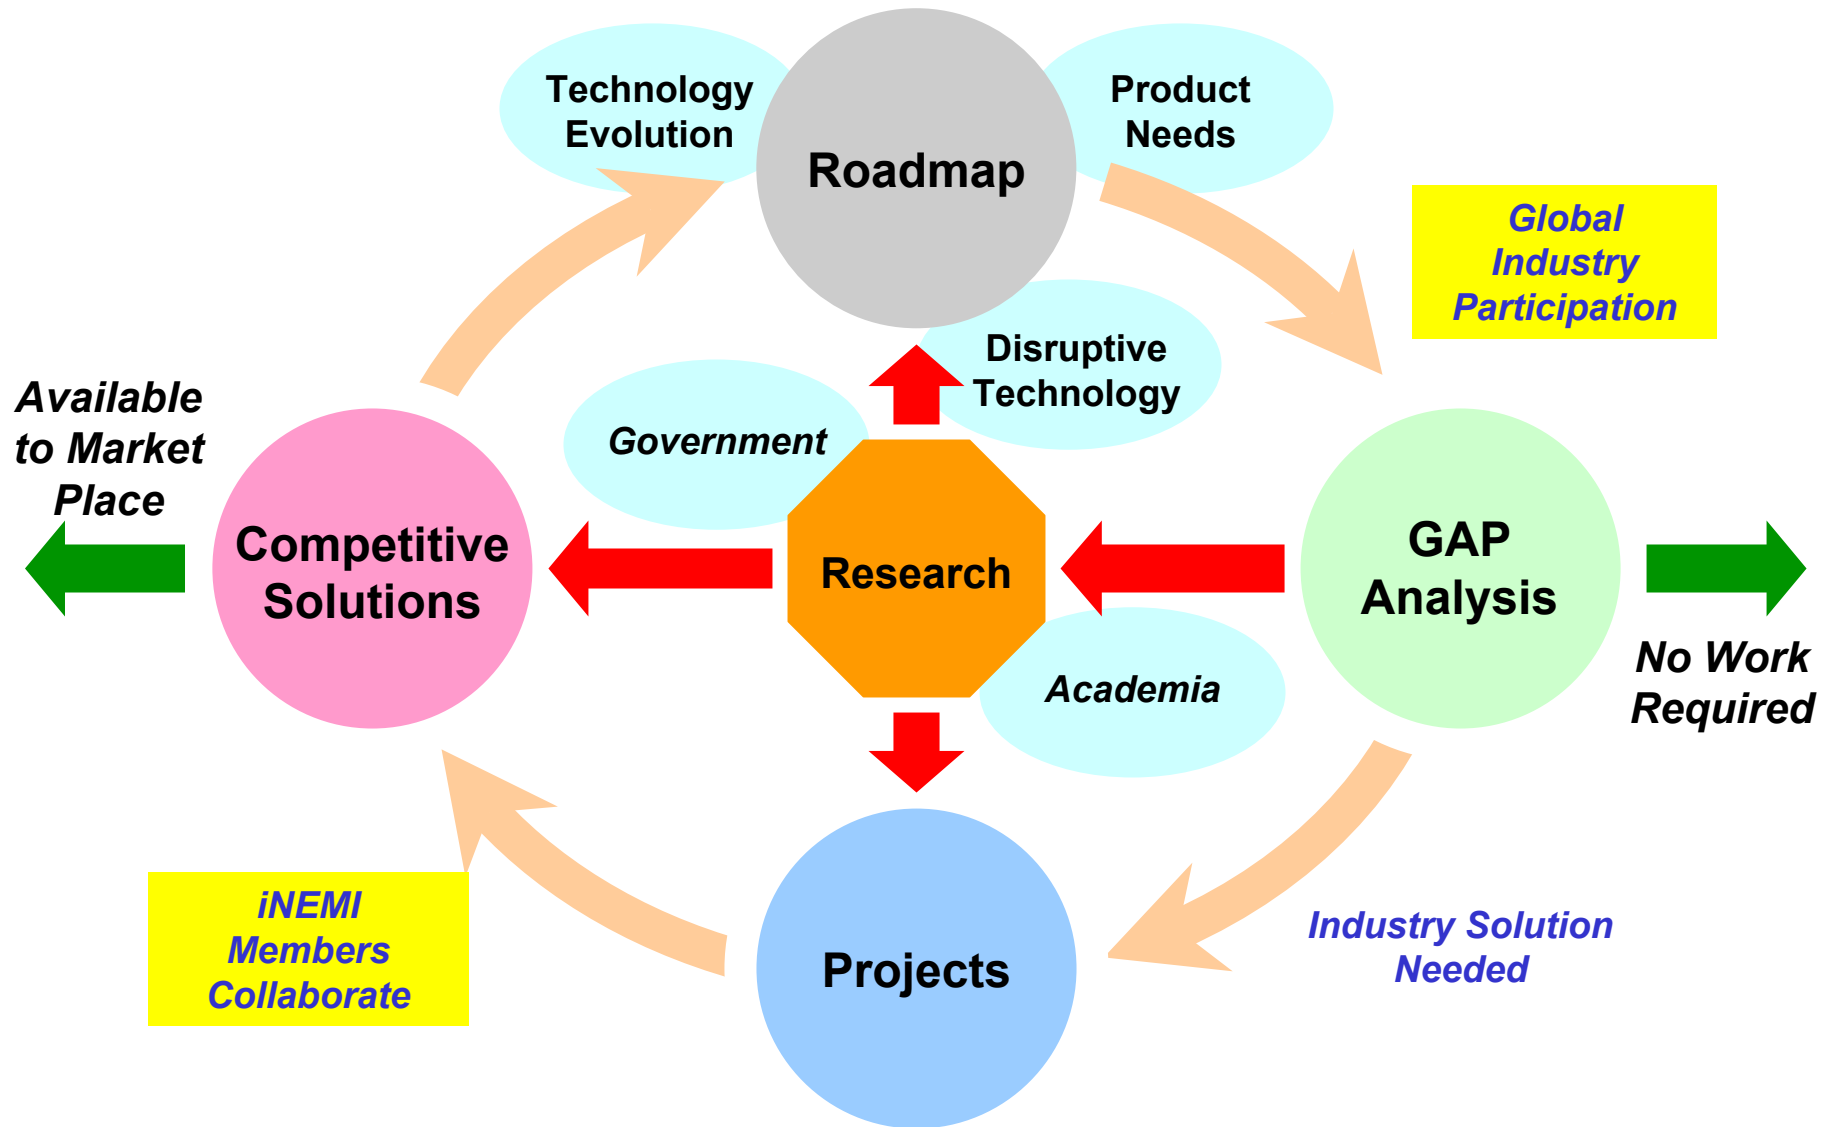 Technology
Evolution
Product
Needs
Roadmap
Global
Industry
Participation
Disruptive
Technology
Available
to Market
Place
Government
Competitive
Solutions
Research
GAP
Analysis
No Work
Required
Academia
iNEMI
Members
Collaborate
Projects
Industry Solution
Needed